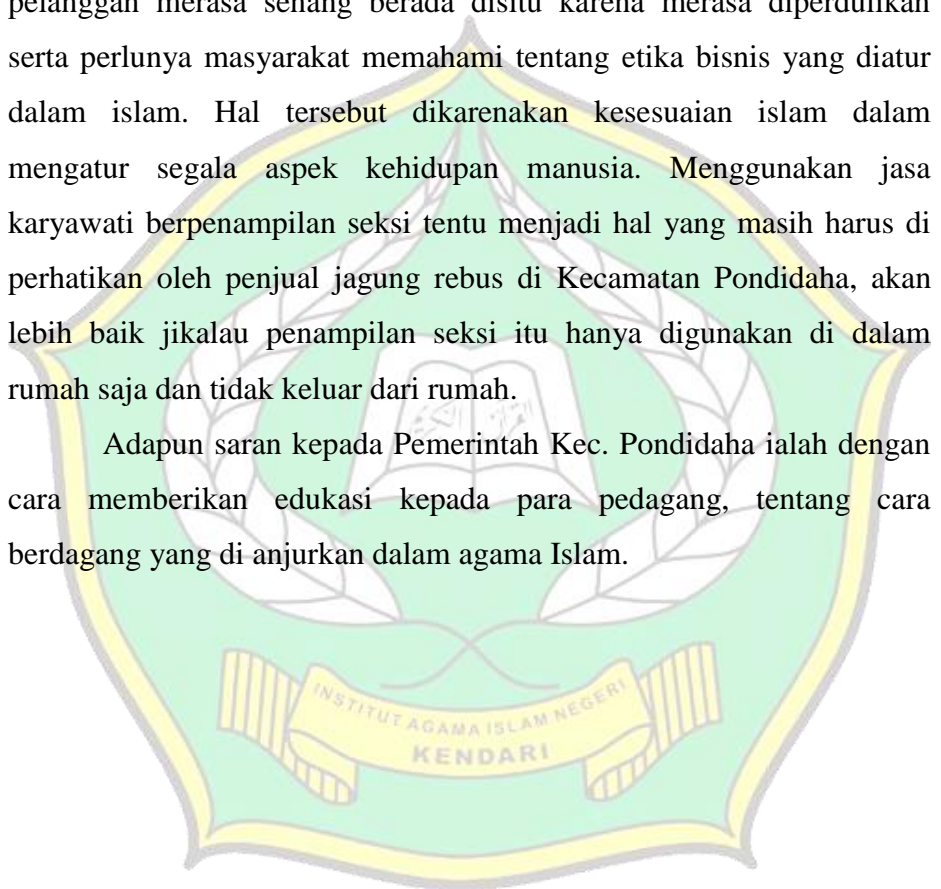 pelanggan merasa senang berada disitu karena merasa diperdulikan
serta perlunya masyarakat memahami tentang etika bisnis yang diatur
dalam islam. Hal tersebut dikarenakan kesesuaian islam dalam
mengatur segala aspek kehidupan manusia. Menggunakan jasa
karyawati berpenampilan seksi tentu menjadi hal yang masih harus di
perhatikan oleh penjual jagung rebus di Kecamatan Pondidaha, akan
lebih baik jikalau penampilan seksi itu hanya digunakan di dalam
rumah saja dan tidak keluar dari rumah.
Adapun saran kepada Pemerintah Kec. Pondidaha ialah dengan
cara memberikan edukasi kepada para pedagang, tentang cara
berdagang yang di anjurkan dalam agama Islam.
INSTITUT AGAMA ISLAM NEGERI
KENDARI